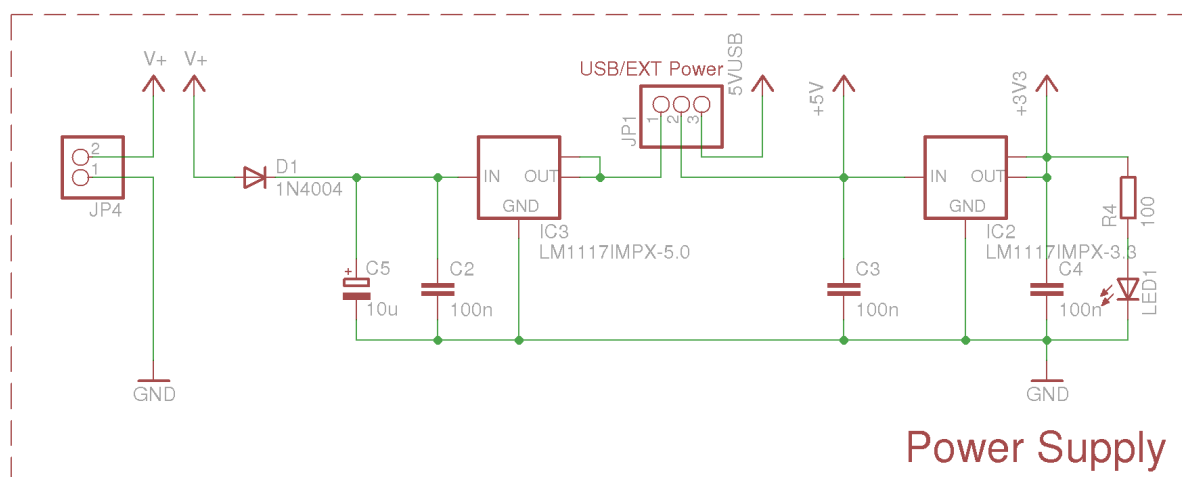 V+ V+
USB/EXT Power
5VUSB
+5V
+3V3
JP1
1 2 3
2
1
JP4
D1
1N4004
IN OUT
GND
IC3
LM1117IMPX-5.0
IN OUT
GND
IC2
LM1117IMPX-3.3
R4
100
+
C5
10u
C2
100n
C3
100n
C4
100n
LED1
GND
GND
Power Supply